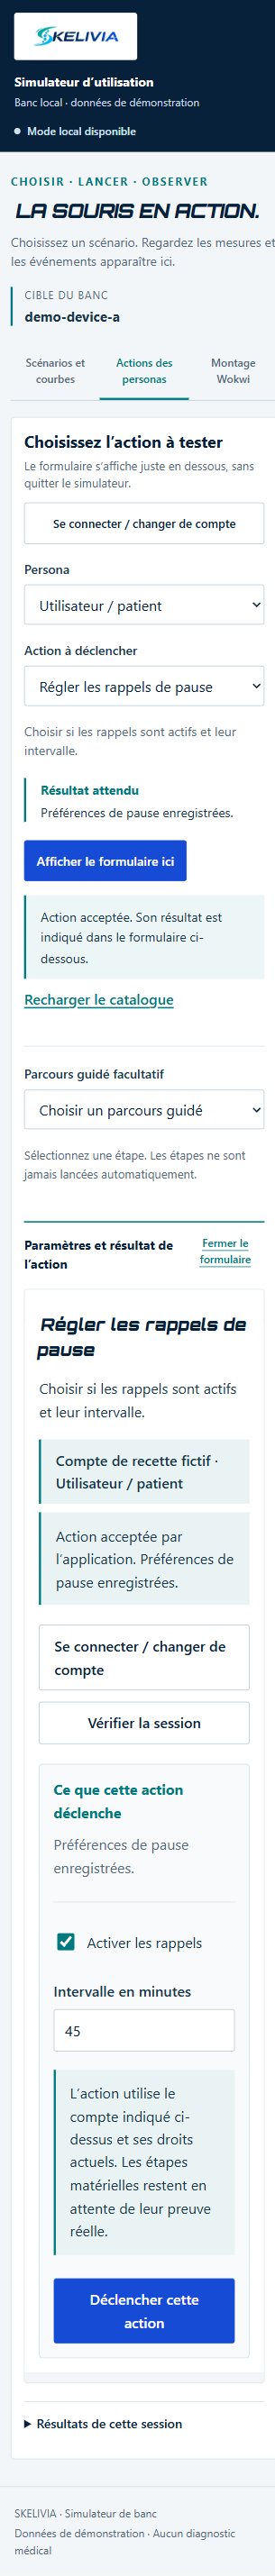 SKELIVIA
Simulateur d’utilisation
Banc local · données de démonstration
Mode local disponible
CHOISIR · LANCER · OBSERVER
LA SOURIS EN ACTION.
Choisissez un scénario. Regardez les mesures et
les événements apparaître ici.
CIBLE DU BANC
demo-device-a
Scénarios et
courbes
Actions des
personas
Montage
Wokwi
Choisissez l’action à tester
Le formulaire s’affiche juste en dessous, sans
quitter le simulateur.
Se connecter / changer de compte
Persona
Utilisateur / patient
Action à déclencher
Régler les rappels de pause
Choisir si les rappels sont actifs et leur
intervalle.
Résultat attendu
Préférences de pause enregistrées.
Afficher le formulaire ici
Action acceptée. Son résultat est
indiqué dans le formulaire ci-
dessous.
Recharger le catalogue
Parcours guidé facultatif
Choisir un parcours guidé
Sélectionnez une étape. Les étapes ne sont
jamais lancées automatiquement.
Paramètres et résultat de
l’action
Fermer le
formulaire
Régler les rappels de
pause
Choisir si les rappels sont actifs
et leur intervalle.
Compte de recette fictif ·
Utilisateur / patient
Action acceptée par
l’application. Préférences de
pause enregistrées.
Se connecter / changer de
compte
Vérifier la session
Ce que cette action
déclenche
Préférences de pause
enregistrées.
Activer les rappels
Intervalle en minutes
45
L’action utilise le
compte indiqué ci-
dessus et ses droits
actuels. Les étapes
matérielles restent en
attente de leur preuve
réelle.
Déclencher cette
action
Résultats de cette session
SKELIVIA · Simulateur de banc
Données de démonstration · Aucun diagnostic
médical